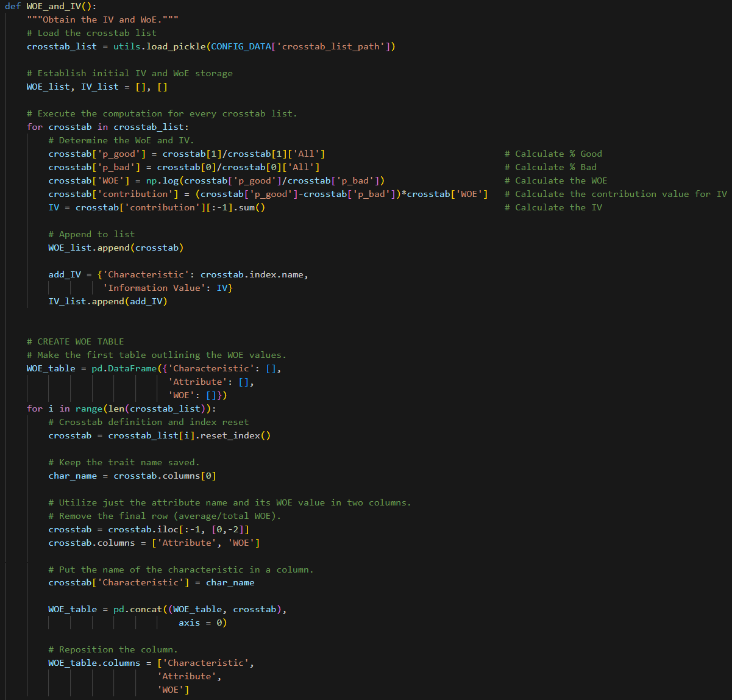 def WOE_and_IV():
    """Obtain the IV and WoE."""
    # Load the crosstab list
    crosstab_list = utils.load_pickle(CONFIG_DATA['crosstab_list_path'])

    # Establish initial IV and WoE storage
    WOE_list, IV_list = [], []

    # Execute the computation for every crosstab list.
    for crosstab in crosstab_list:
        # Determine the WoE and IV.
        crosstab['p_good'] = crosstab[1]/crosstab[1]['All'] # Calculate % Good
        crosstab['p_bad'] = crosstab[0]/crosstab[0]['All'] # Calculate % Bad
        crosstab['WOE'] = np.log(crosstab['p_good']/crosstab['p_bad']) # Calculate the WOE
        crosstab['contribution'] = (crosstab['p_good']-crosstab['p_bad'])*crosstab['WOE'] # Calculate the contribution value for IV
        IV = crosstab['contribution'][:-1].sum() # Calculate the IV

        # Append to list
        WOE_list.append(crosstab)

        add_IV = {'Characteristic': crosstab.index.name,
                  'Information Value': IV}
        IV_list.append(add_IV)


    # CREATE WOE TABLE
    # Make the first table outlining the WOE values.
    WOE_table = pd.DataFrame({'Characteristic': [],
                              'Attribute': [],
                              'WOE': []})
    for i in range(len(crosstab_list)):
        # Crosstab definition and index reset
        crosstab = crosstab_list[i].reset_index()

        # Keep the trait name saved.
        char_name = crosstab.columns[0]

        # Utilize just the attribute name and its WOE value in two columns.
        # Remove the final row (average/total WOE).
        crosstab = crosstab.iloc[:-1, [0,-2]]
        crosstab.columns = ['Attribute', 'WOE']

        # Put the name of the characteristic in a column.
        crosstab['Characteristic'] = char_name

        WOE_table = pd.concat((WOE_table, crosstab),
                                axis = 0)

        # Reposition the column.
        WOE_table.columns = ['Characteristic',
                            'Attribute',
                            'WOE']